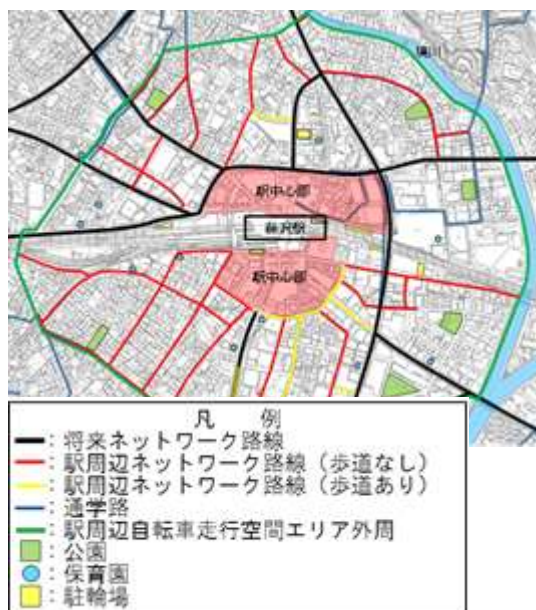 境川
駅中心部
藤沢駅
駅中心部
凡 例
：将来ネットワーク路線
：駅周辺ネットワーク路線（歩道なし）
：駅周辺ネットワーク路線（歩道あり）
：通学路
：駅周辺自転車走行空間エリア外周
：公園
：保育園
：駐輪場